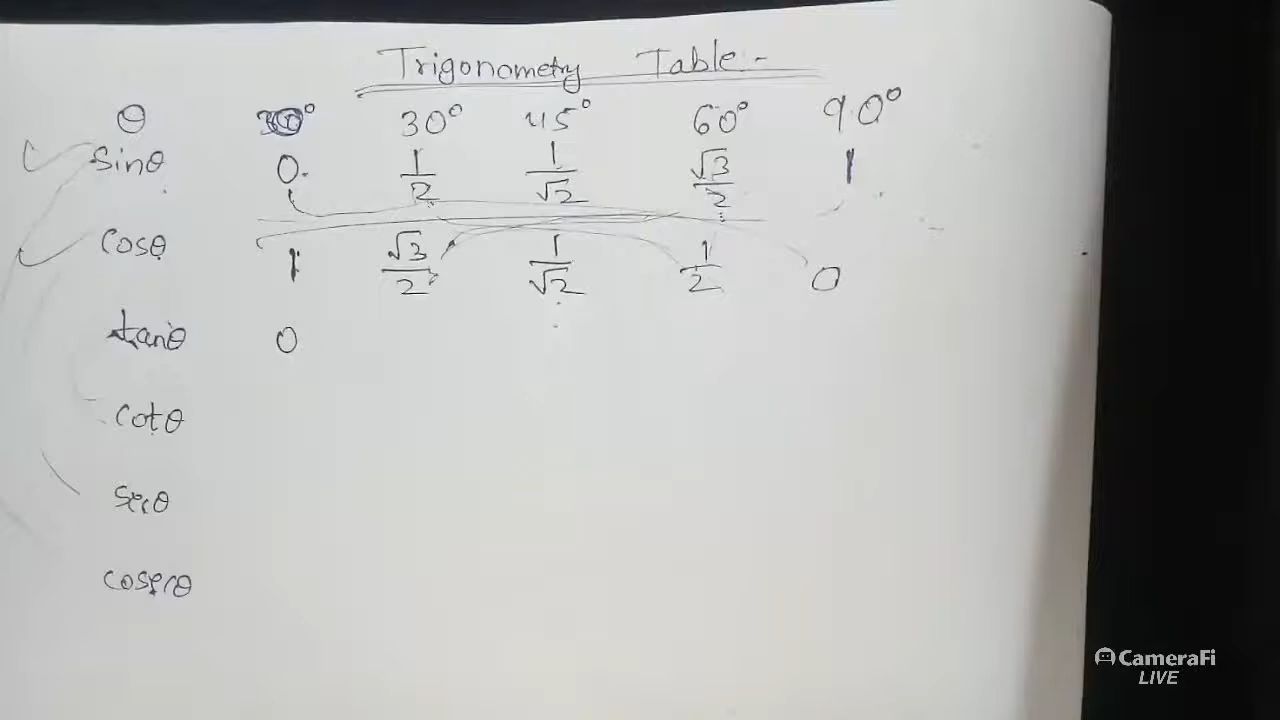 Trigonometry Table -
θ 0° 30° 45° 60° 90°
sinθ 0 1/2 1/√2 √3/2 1
cosθ 1 √3/2 1/√2 1/2 0
tanθ 0
cotθ
secθ
cosecθ
CameraFi
LIVE